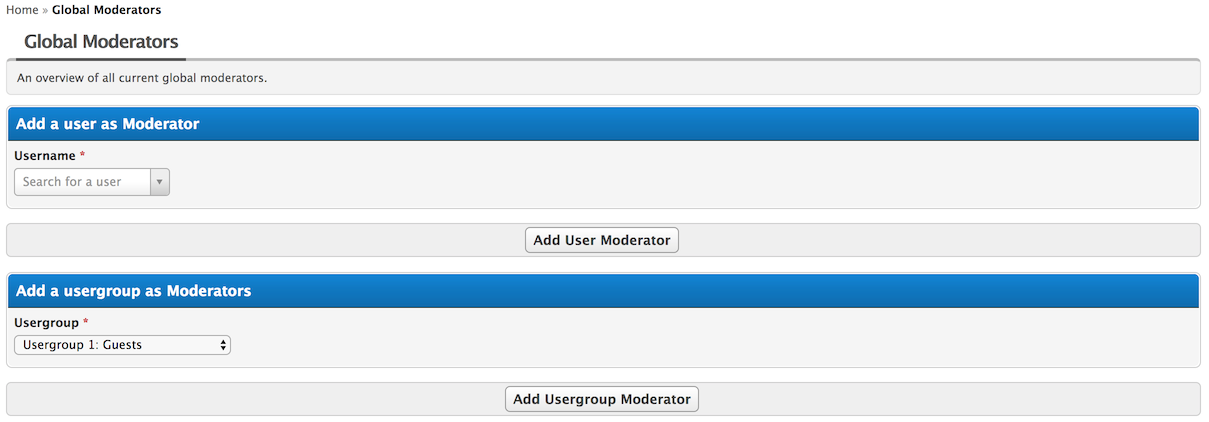 Home » Global Moderators
Global Moderators
An overview of all current global moderators.
Add a user as Moderator
Username *
Search for a user
Add User Moderator
Add a usergroup as Moderators
Usergroup *
Usergroup 1: Guests
Add Usergroup Moderator